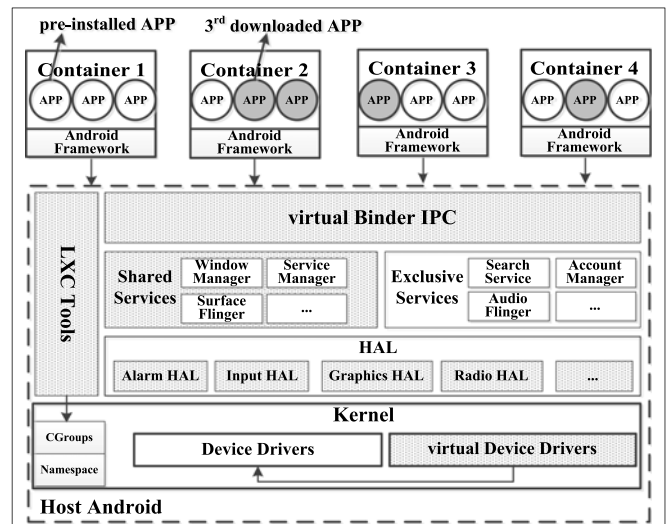 pre-installed APP
3rd downloaded APP
Container 1
APP APP APP
Android
Framework
Container 2
APP APP APP
Android
Framework
Container 3
APP APP APP
Android
Framework
Container 4
APP APP APP
Android
Framework
LXC Tools
virtual Binder IPC
Shared
Services
Window
Manager
Service
Manager
Surface
Flinger
...
Exclusive
Services
Search
Service
Account
Manager
Audio
Flinger
...
HAL
Alarm HAL
Input HAL
Graphics HAL
Radio HAL
...
Kernel
CGroups
Namespace
Device Drivers
virtual Device Drivers
Host Android